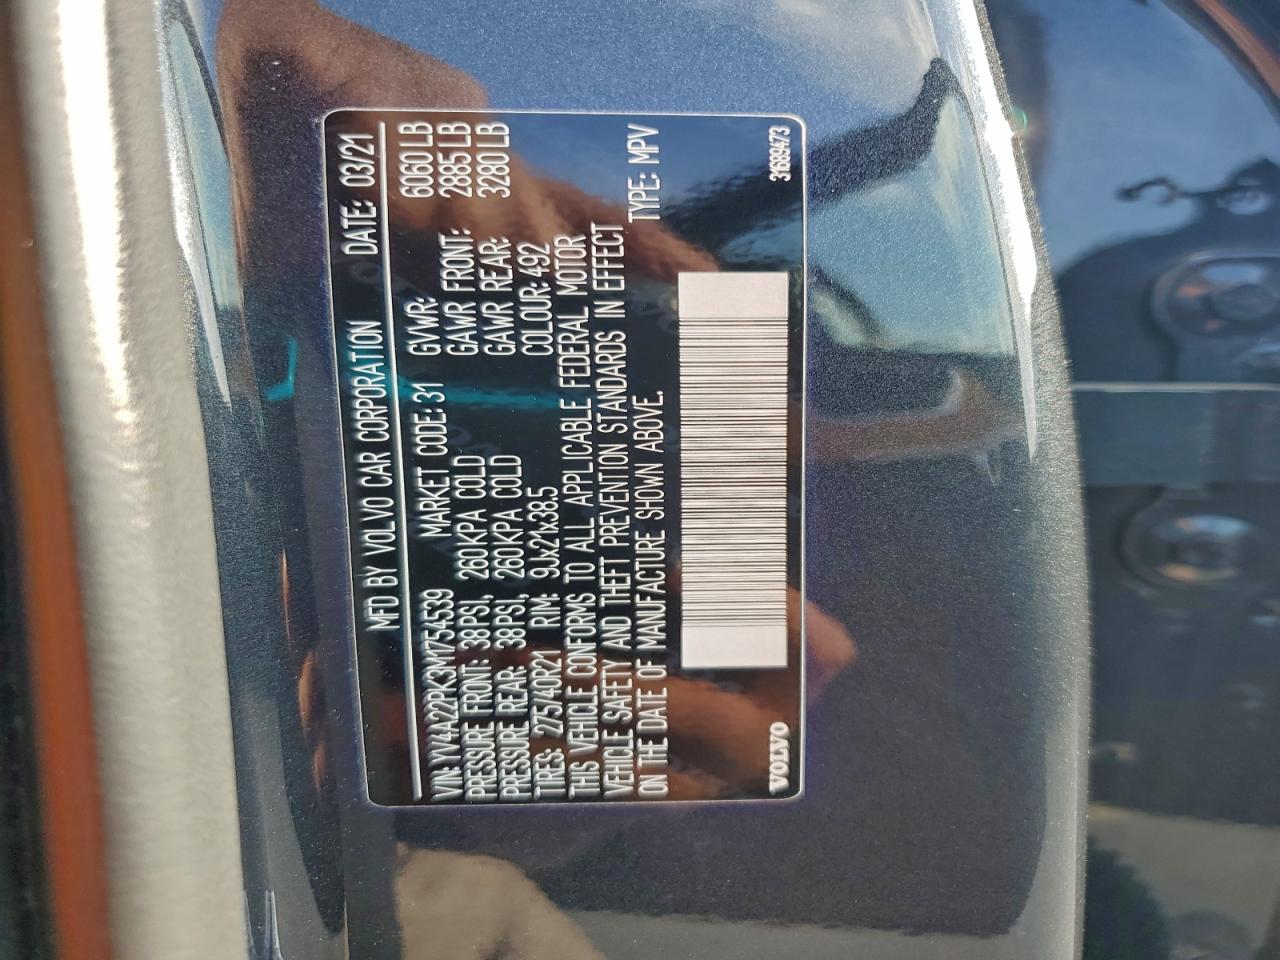 MFD BY VOLVO CAR CORPORATION DATE: 03/21
VIN: YV4A22PK3M1754539 MARKET CODE: 31 GVWR: 6060 LB
PRESSURE FRONT: 38PSI, 260KPA COLD GAWR FRONT: 2885 LB
PRESSURE REAR: 38PSI, 260KPA COLD GAWR REAR: 3280 LB
TIRES: 275/40R21 RIM: 9Jx21x38.5 COLOUR: 492
THIS VEHICLE CONFORMS TO ALL APPLICABLE FEDERAL MOTOR
VEHICLE SAFETY AND THEFT PREVENTION STANDARDS IN EFFECT
ON THE DATE OF MANUFACTURE SHOWN ABOVE. TYPE: MPV
VOLVO 31689473